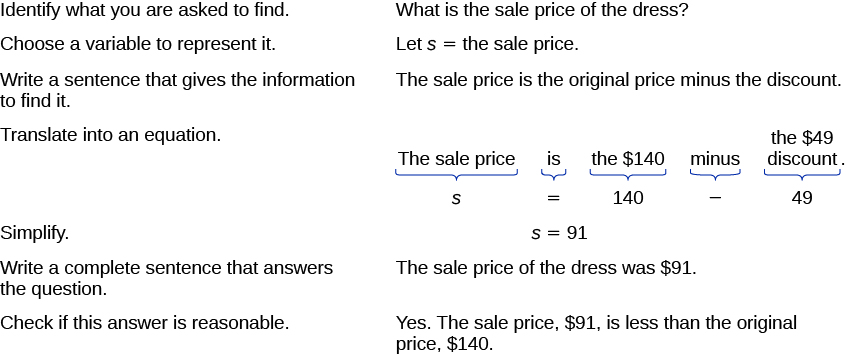 Identify what you are asked to find. What is the sale price of the dress?
Choose a variable to represent it. Let s = the sale price.
Write a sentence that gives the information The sale price is the original price minus the discount.
to find it.
Translate into an equation.
the $49
The sale price is the $140 minus discount.
s = 140 − 49
Simplify. s = 91
Write a complete sentence that answers The sale price of the dress was $91.
the question.
Check if this answer is reasonable. Yes. The sale price, $91, is less than the original
price, $140.